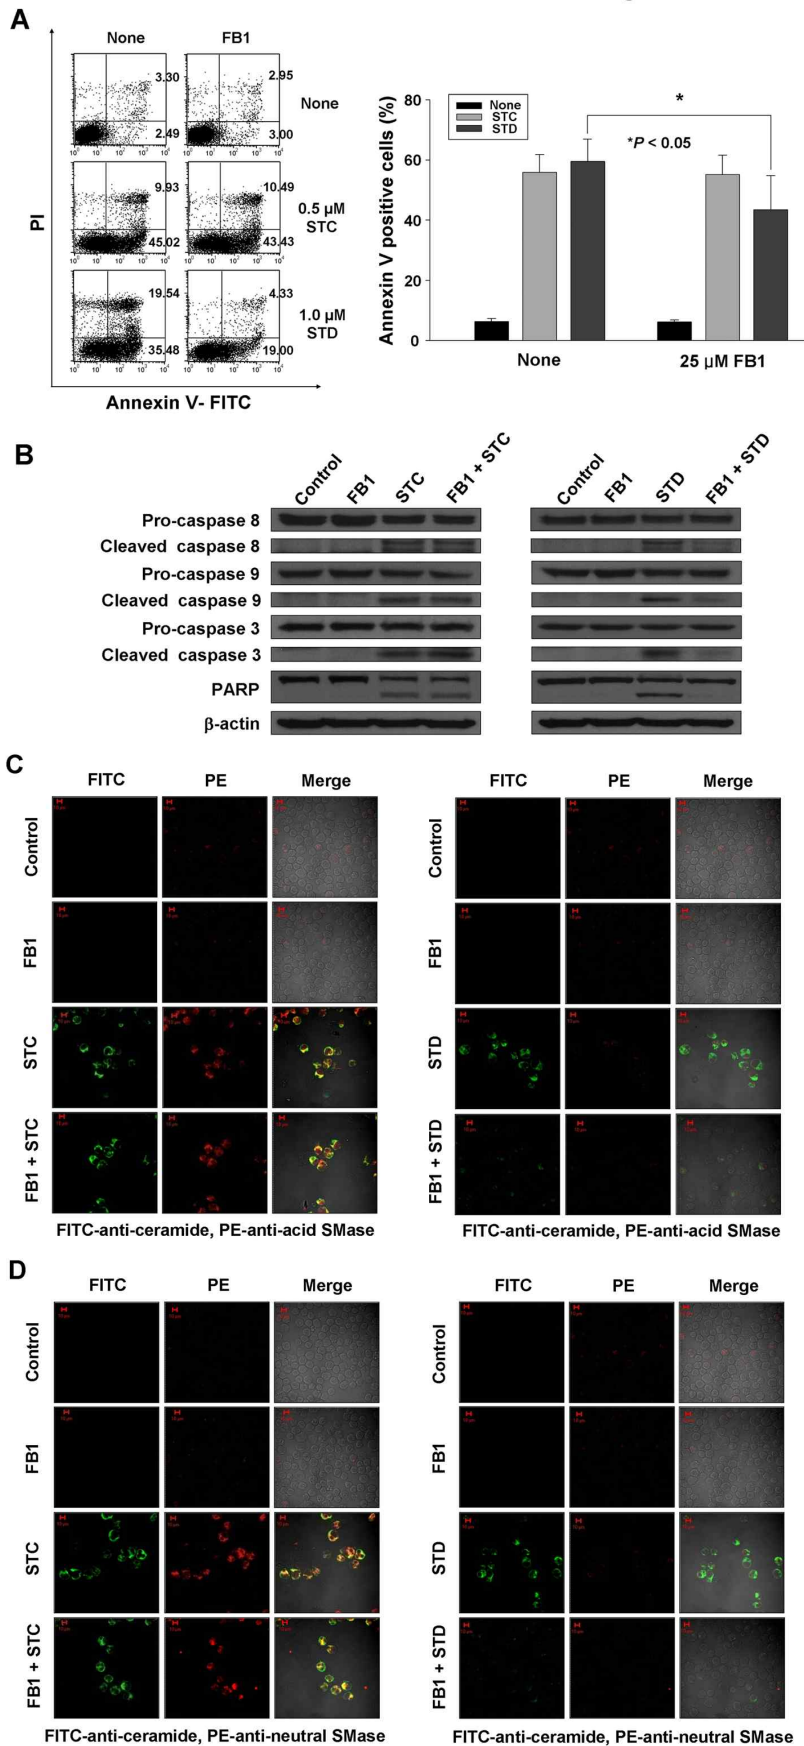 A
None FB1
3.30 2.95
None
2.49 3.00
9.93 10.49
0.5 µM
STC
45.02 43.43
19.54 4.33
1.0 µM
STD
35.48 19.00
PI
Annexin V- FITC
None
STC
STD
*
*P < 0.05
Annexin V positive cells (%)
80
60
40
20
0
None 25 µM FB1
B
Control FB1 STC FB1 + STC Control FB1 STD FB1 + STD
Pro-caspase 8
Cleaved caspase 8
Pro-caspase 9
Cleaved caspase 9
Pro-caspase 3
Cleaved caspase 3
PARP
β-actin
C
FITC PE Merge FITC PE Merge
Control Control
FB1 FB1
STC STD
FB1 + STC FB1 + STD
FITC-anti-ceramide, PE-anti-acid SMase FITC-anti-ceramide, PE-anti-acid SMase
D
FITC PE Merge FITC PE Merge
Control Control
FB1 FB1
STC STD
FB1 + STC FB1 + STD
FITC-anti-ceramide, PE-anti-neutral SMase FITC-anti-ceramide, PE-anti-neutral SMase